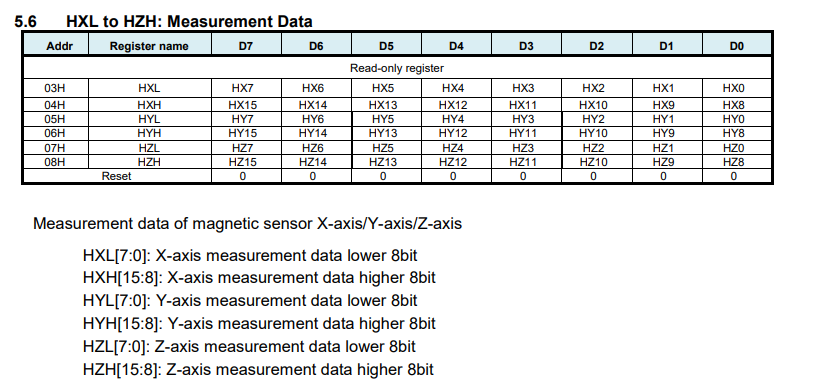 5.6 HXL to HZH: Measurement Data
Addr Register name D7 D6 D5 D4 D3 D2 D1 D0
Read-only register
03H HXL HX7 HX6 HX5 HX4 HX3 HX2 HX1 HX0
04H HXH HX15 HX14 HX13 HX12 HX11 HX10 HX9 HX8
05H HYL HY7 HY6 HY5 HY4 HY3 HY2 HY1 HY0
06H HYH HY15 HY14 HY13 HY12 HY11 HY10 HY9 HY8
07H HZL HZ7 HZ6 HZ5 HZ4 HZ3 HZ2 HZ1 HZ0
08H HZH HZ15 HZ14 HZ13 HZ12 HZ11 HZ10 HZ9 HZ8
Reset 0 0 0 0 0 0 0 0
Measurement data of magnetic sensor X-axis/Y-axis/Z-axis
HXL[7:0]: X-axis measurement data lower 8bit
HXH[15:8]: X-axis measurement data higher 8bit
HYL[7:0]: Y-axis measurement data lower 8bit
HYH[15:8]: Y-axis measurement data higher 8bit
HZL[7:0]: Z-axis measurement data lower 8bit
HZH[15:8]: Z-axis measurement data higher 8bit